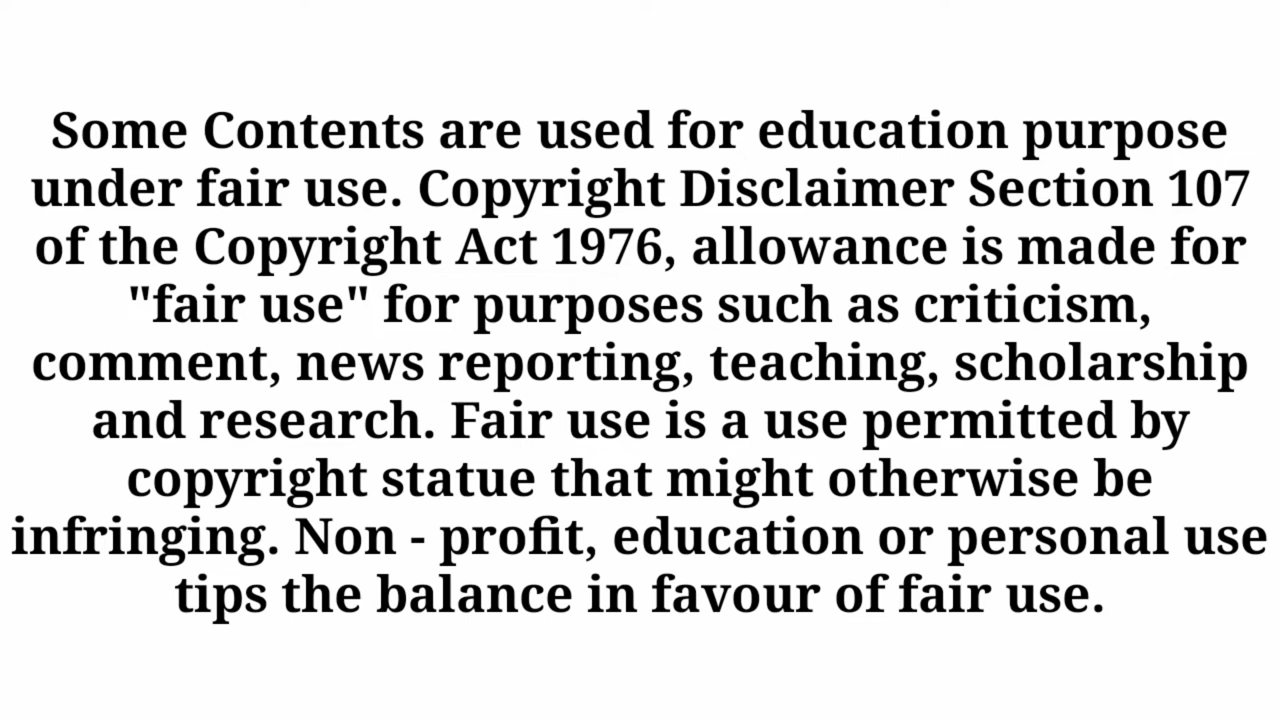 Some Contents are used for education purpose
under fair use. Copyright Disclaimer Section 107
of the Copyright Act 1976, allowance is made for
"fair use" for purposes such as criticism,
comment, news reporting, teaching, scholarship
and research. Fair use is a use permitted by
copyright statue that might otherwise be
infringing. Non - profit, education or personal use
tips the balance in favour of fair use.